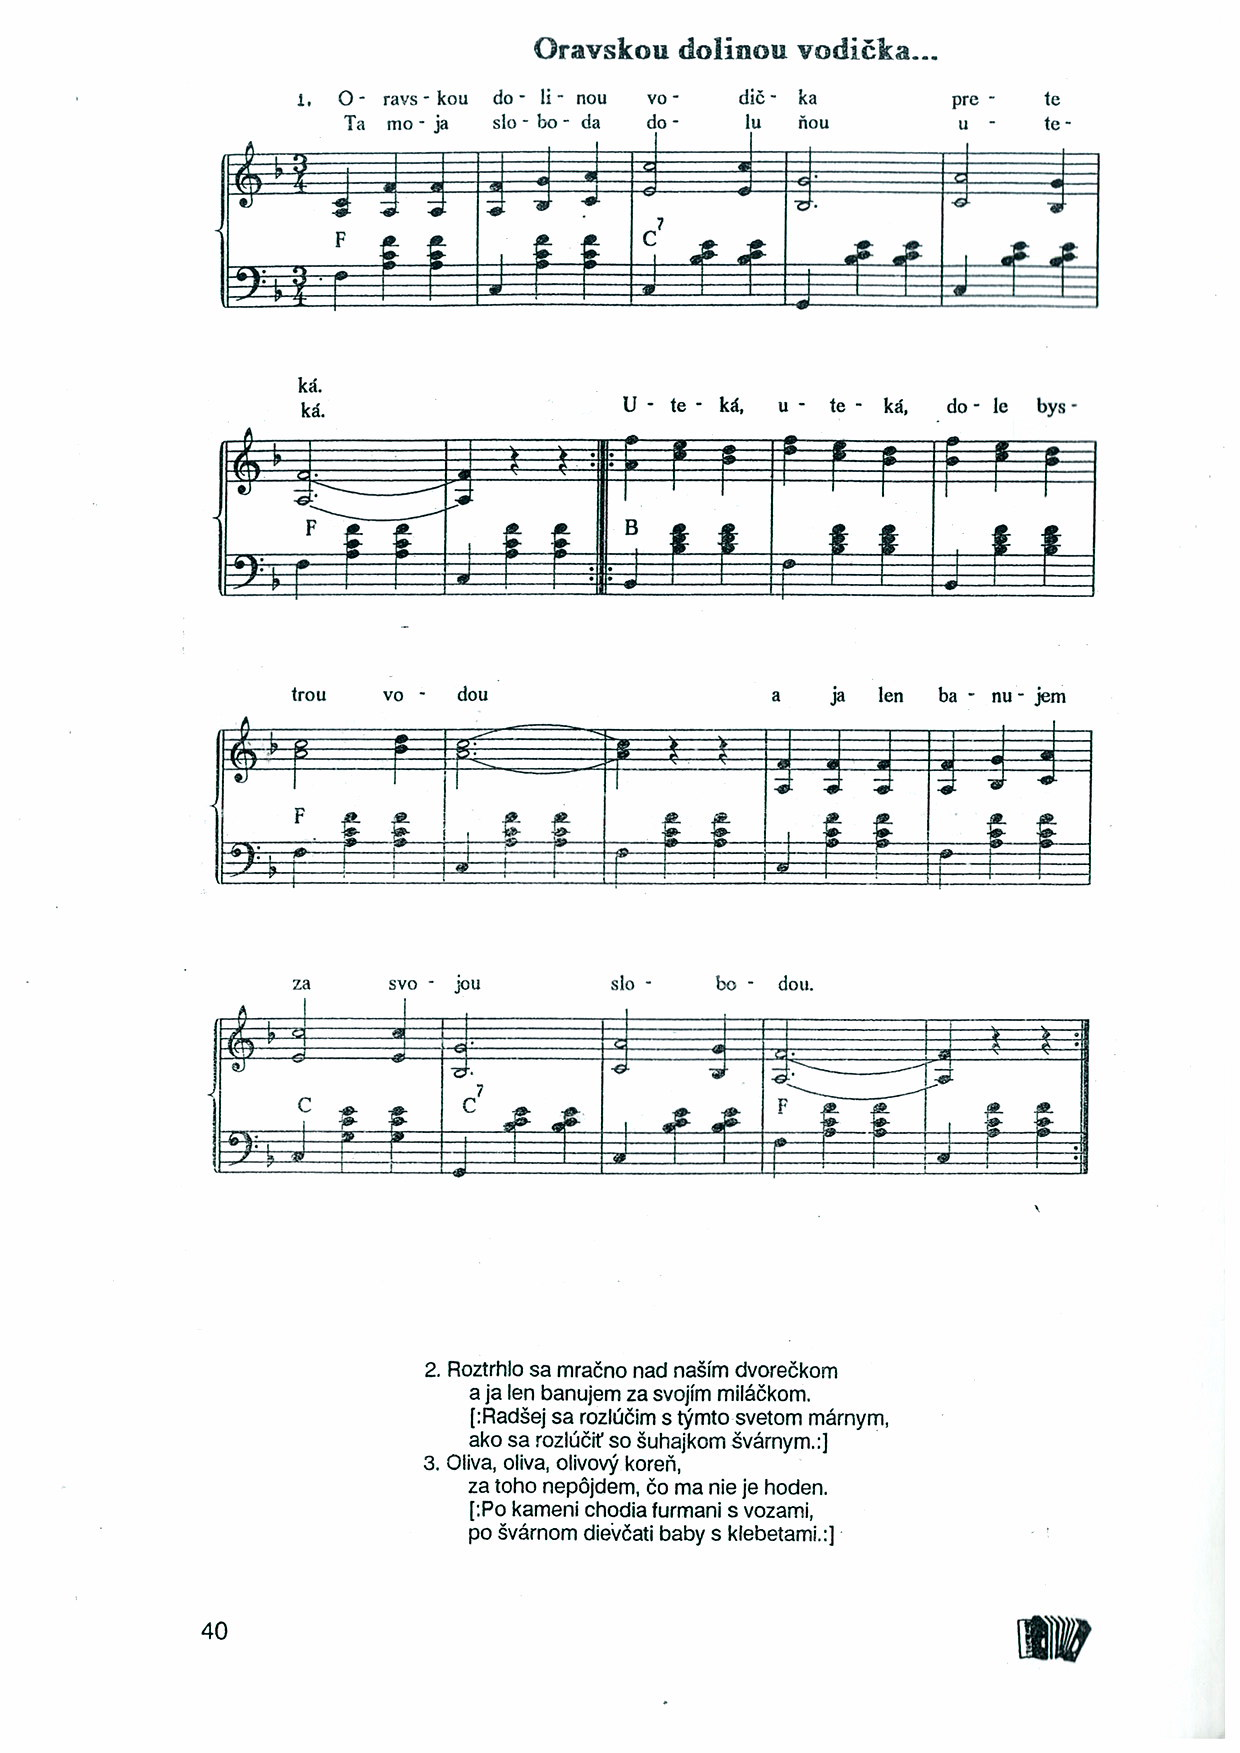 Oravskou dolinou vodička...
1. O - ravs - kou do - li - nou vo - dič - ka pre - te
Ta mo - ja slo - bo - da do - lu ňou u - te -
F C7
ká.
ká. U - te - ká, u - te - ká, do - le bys -
F B
trou vo - dou a ja len ba - nu - jem
F
za svo - jou slo - bo - dou.
C C7 F
2. Roztrhlo sa mračno nad naším dvorečkom
a ja len banujem za svojím miláčkom.
[:Radšej sa rozlúčim s týmto svetom márnym,
ako sa rozlúčiť so šuhajkom švárnym.:]
3. Oliva, oliva, olivový koreň,
za toho nepôjdem, čo ma nie je hoden.
[:Po kameni chodia furmani s vozami,
po švárnom dievčati baby s klebetami.:]
40